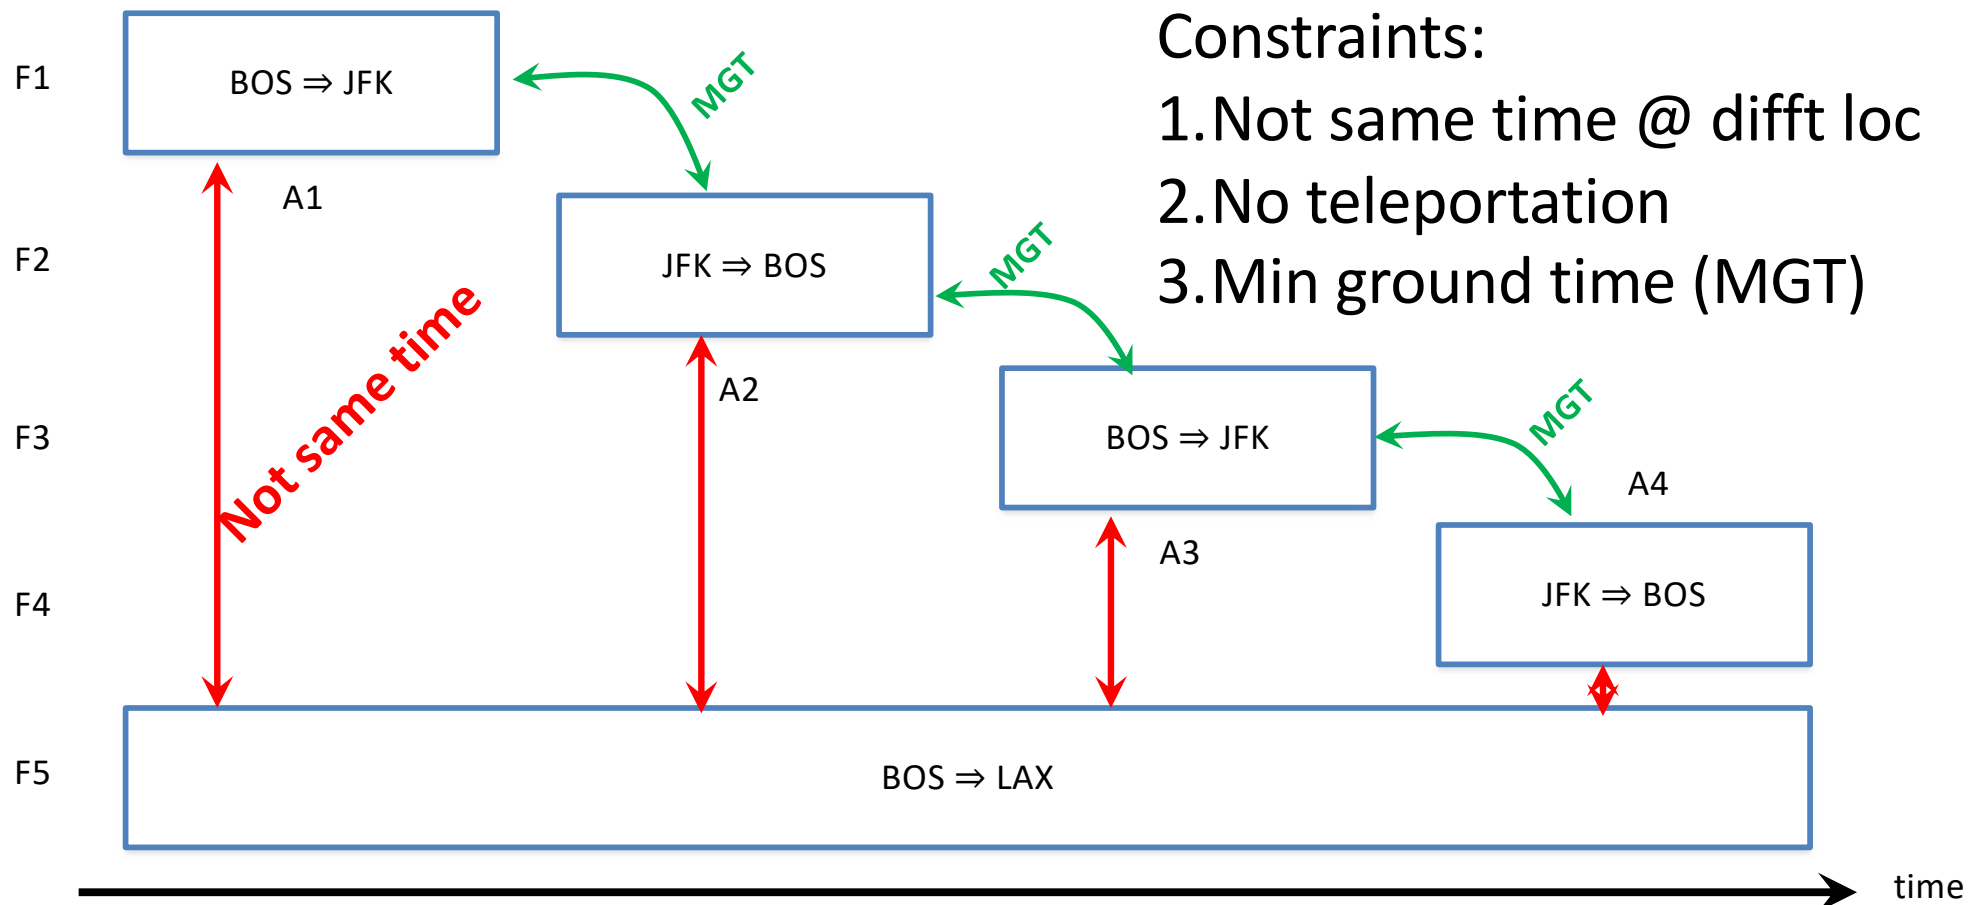 Constraints:
1.Not same time @ difft loc
2.No teleportation
3.Min ground time (MGT)
F1
BOS ⇒ JFK
MGT
A1
F2
JFK ⇒ BOS
MGT
Not same time
A2
F3
BOS ⇒ JFK
MGT
A4
A3
F4
JFK ⇒ BOS
F5
BOS ⇒ LAX
time